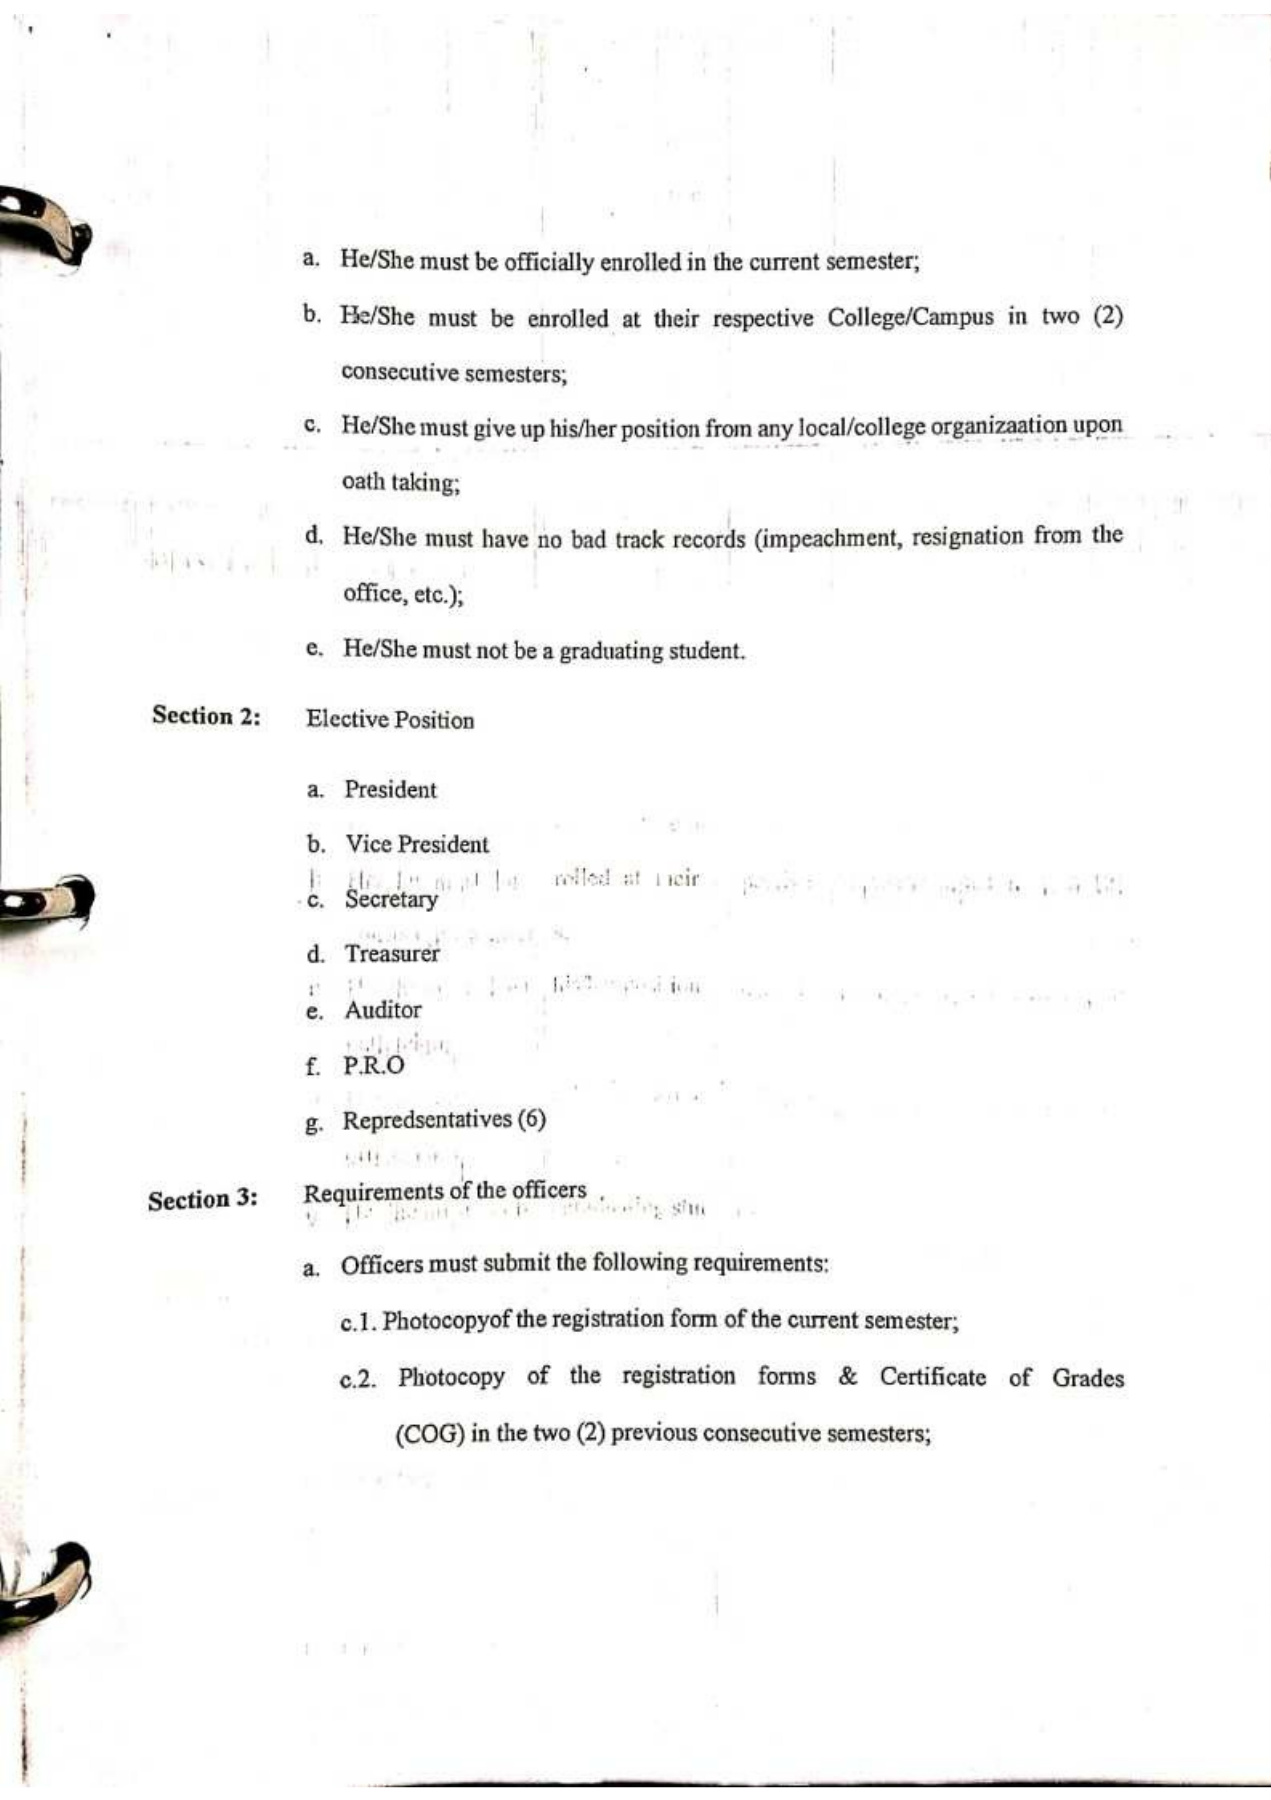 a. He/She must be officially enrolled in the current semester;
b. He/She must be enrolled at their respective College/Campus in two (2)
consecutive semesters;
c. He/She must give up his/her position from any local/college organizaation upon
oath taking;
d. He/She must have no bad track records (impeachment, resignation from the
office, etc.);
e. He/She must not be a graduating student.
Section 2: Elective Position
a. President
b. Vice President
c. Secretary
d. Treasurer
e. Auditor
f. P.R.O
g. Repredsentatives (6)
Section 3: Requirements of the officers
a. Officers must submit the following requirements:
c.1. Photocopyof the registration form of the current semester;
c.2. Photocopy of the registration forms & Certificate of Grades
(COG) in the two (2) previous consecutive semesters;